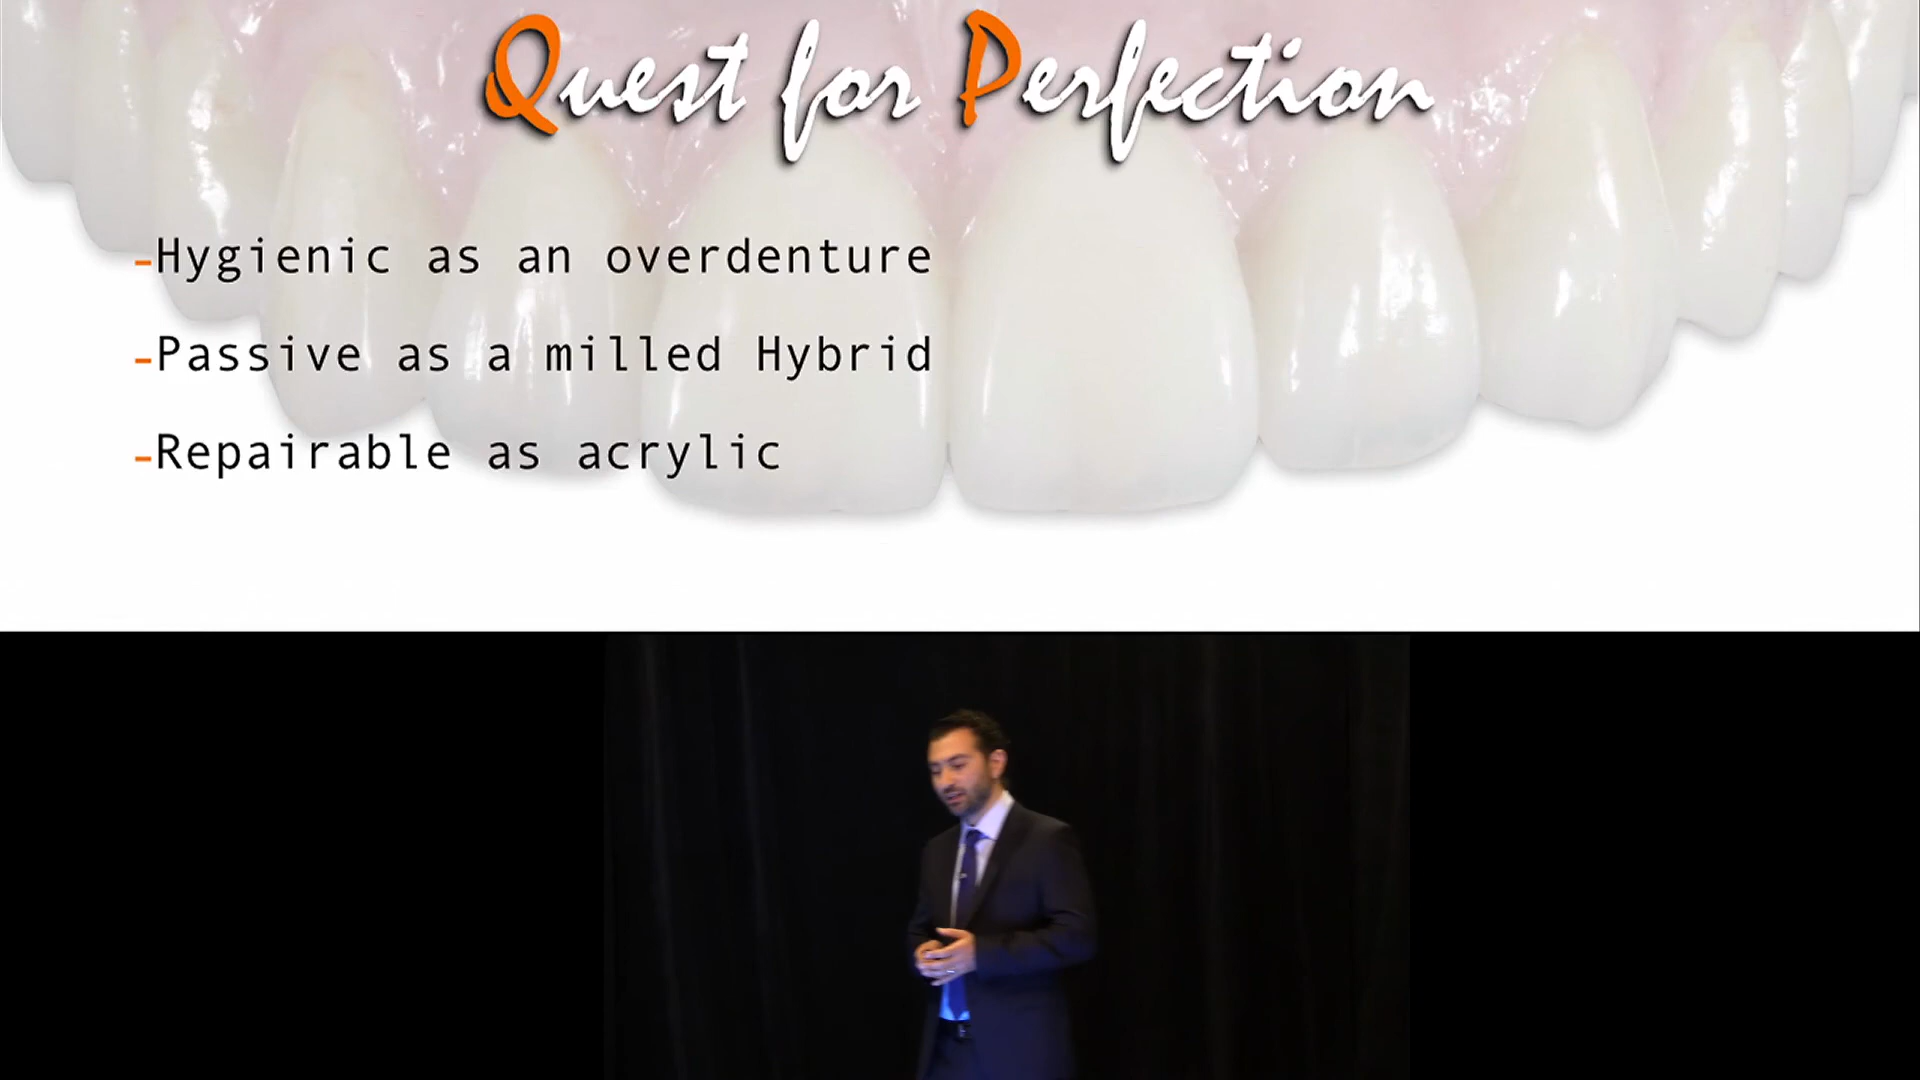 Quest for Perfection
-Hygienic as an overdenture
-Passive as a milled Hybrid
-Repairable as acrylic